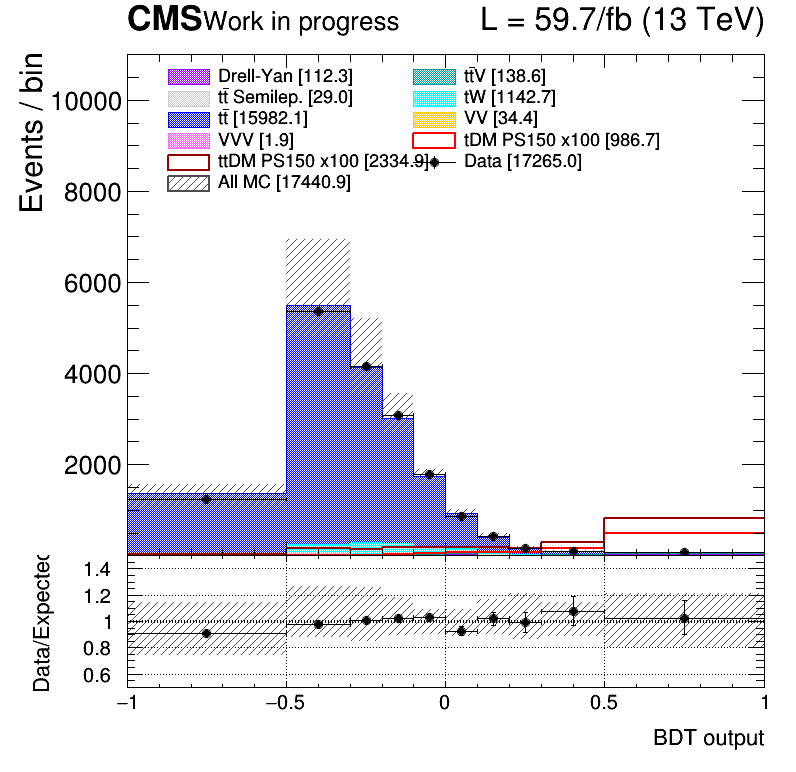 CMS Work in progress L = 59.7/fb (13 TeV)
Events / bin
10000
8000
6000
4000
2000
Drell-Yan [112.3] tt̄V [138.6]
tt̄ Semilep. [29.0] tW [1142.7]
tt̄ [15982.1] VV [34.4]
VVV [1.9] tDM PS150 x100 [986.7]
ttDM PS150 x100 [2334.9] Data [17265.0]
All MC [17440.9]
Data/Expected
1.4
1.2
1
0.8
0.6
−1 −0.5 0 0.5 1
BDT output